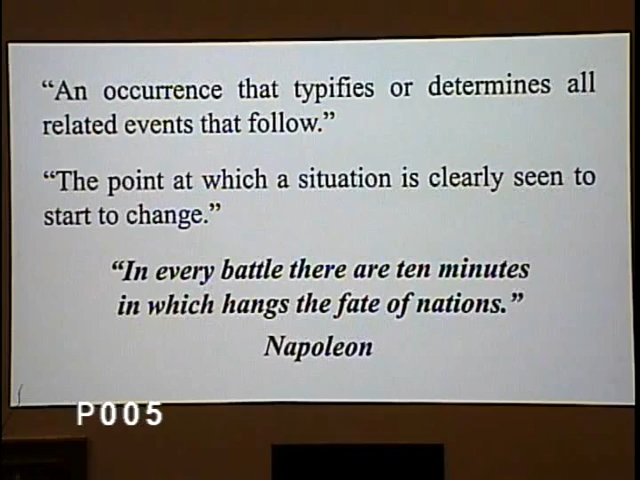 “An occurrence that typifies or determines all
related events that follow.”
“The point at which a situation is clearly seen to
start to change.”
“In every battle there are ten minutes
in which hangs the fate of nations.”
Napoleon
P005